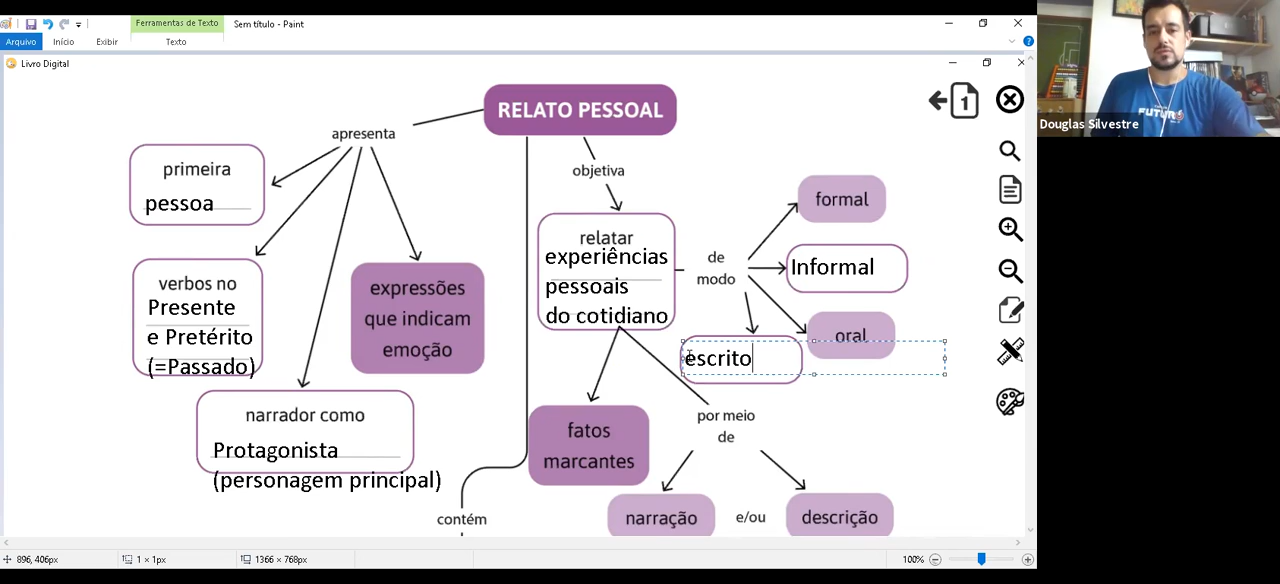 Ferramentas de Texto
Sem título - Paint
Arquivo
Início
Exibir
Texto
Livro Digital
RELATO PESSOAL
apresenta
primeira
pessoa
verbos no
Presente
e Pretérito
(=Passado)
narrador como
Protagonista
(personagem principal)
expressões
que indicam
emoção
objetiva
relatar
experiências
pessoais
do cotidiano
de
modo
formal
Informal
oral
escrito
fatos
marcantes
por meio
de
narração
e/ou
descrição
contém
1
Douglas Silvestre
896, 406px
1 × 1px
1366 × 768px
100%